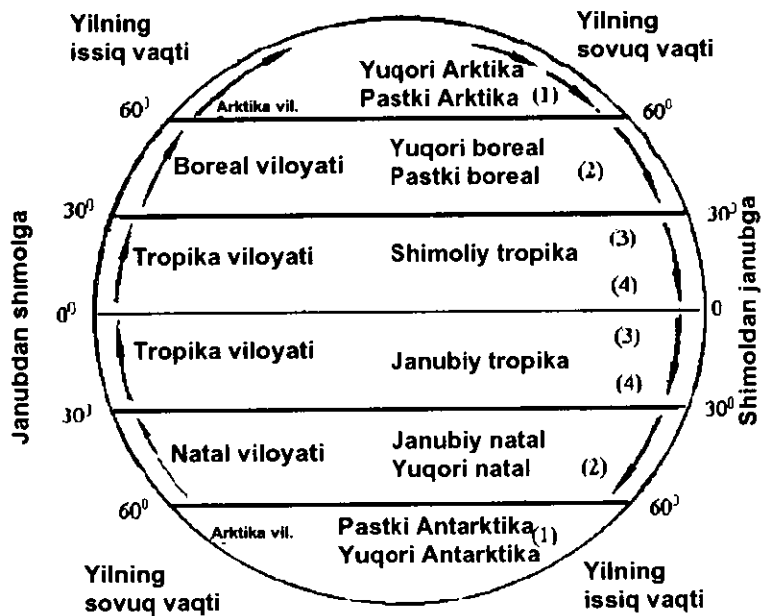 Yilning
issiq vaqti
Yilning
sovuq vaqti
Yuqori Arktika
Pastki Arktika (1)
Arktika vil.
60⁰
60⁰
Boreal viloyati
Yuqori boreal
Pastki boreal (2)
30⁰
30⁰
Tropika viloyati
Shimoliy tropika
(3)
(4)
0⁰
0
Tropika viloyati
Janubiy tropika
(3)
(4)
30⁰
30⁰
Natal viloyati
Janubiy natal
Yuqori natal (2)
60⁰
60⁰
Arktika vil.
Pastki Antarktika (1)
Yuqori Antarktika
Janubdan shimolga
Shimoldan janubga
Yilning
sovuq vaqti
Yilning
issiq vaqti